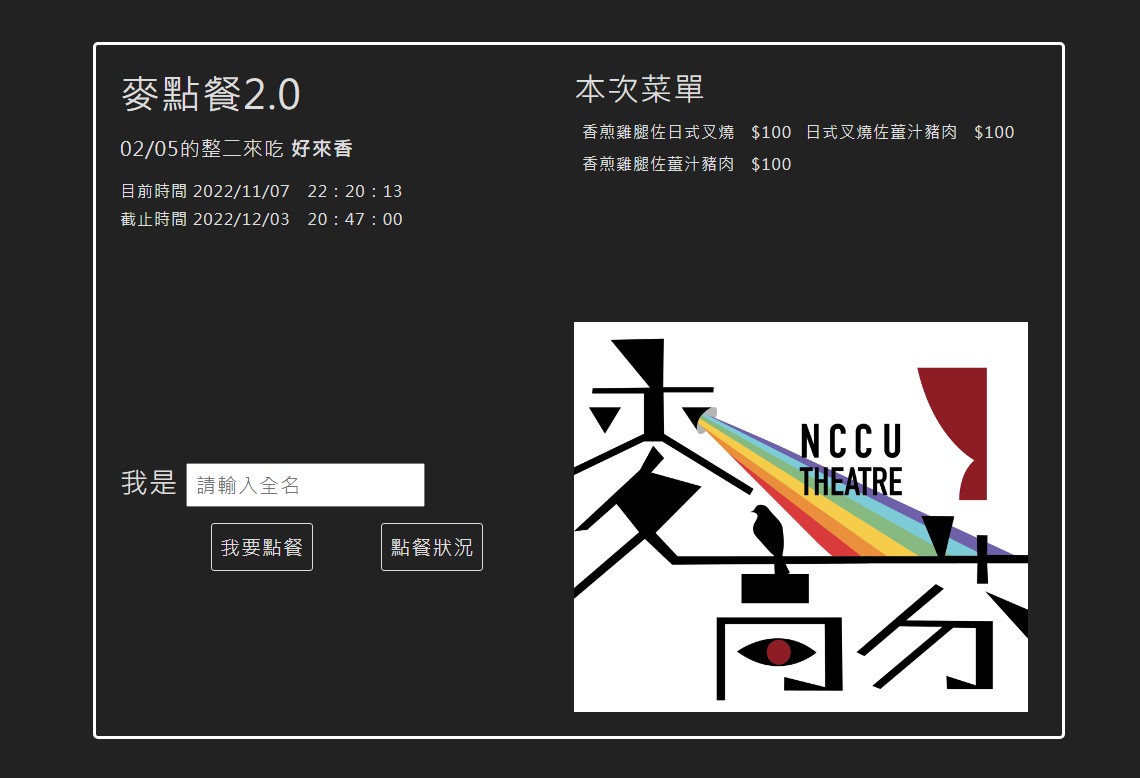 麥點餐2.0
02/05的整二來吃 好來香
目前時間 2022/11/07 22 : 20 : 13
截止時間 2022/12/03 20 : 47 : 00
我是 請輸入全名
我要點餐 點餐狀況
本次菜單
香煎雞腿佐日式叉燒 $100 日式叉燒佐薑汁豬肉 $100
香煎雞腿佐薑汁豬肉 $100
麥
NCCU
THEATRE
高芬